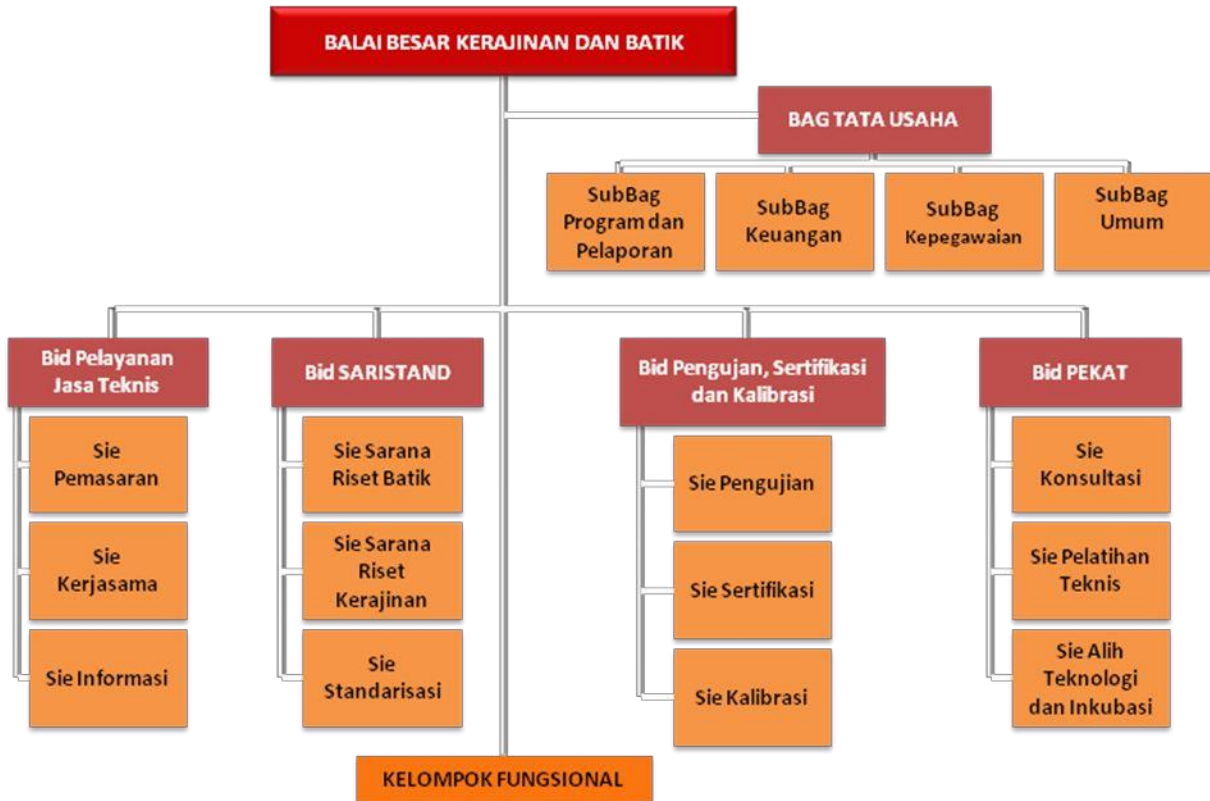 BALAI BESAR KERAJINAN DAN BATIK
BAG TATA USAHA
SubBag
Program dan
Pelaporan
SubBag
Keuangan
SubBag
Kepegawaian
SubBag
Umum
Bid Pelayanan
Jasa Teknis
Sie
Pemasaran
Sie
Kerjasama
Sie Informasi
Bid SARISTAND
Sie Sarana
Riset Batik
Sie Sarana
Riset
Kerajinan
Sie
Standarisasi
Bid Pengujan, Sertifikasi
dan Kalibrasi
Sie Pengujian
Sie Sertifikasi
Sie Kalibrasi
Bid PEKAT
Sie
Konsultasi
Sie Pelatihan
Teknis
Sie Alih
Teknologi
dan Inkubasi
KELOMPOK FUNGSIONAL